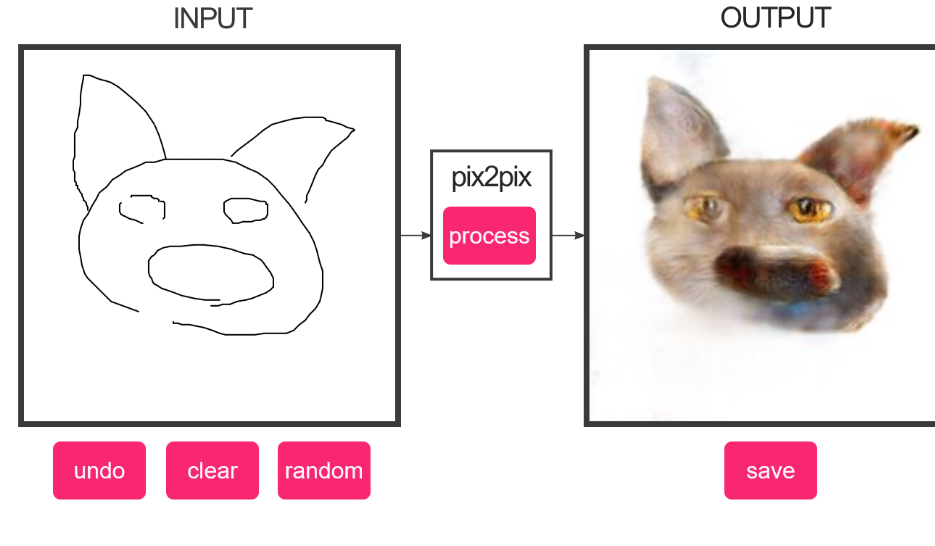 INPUT
OUTPUT
pix2pix
process
undo
clear
random
save